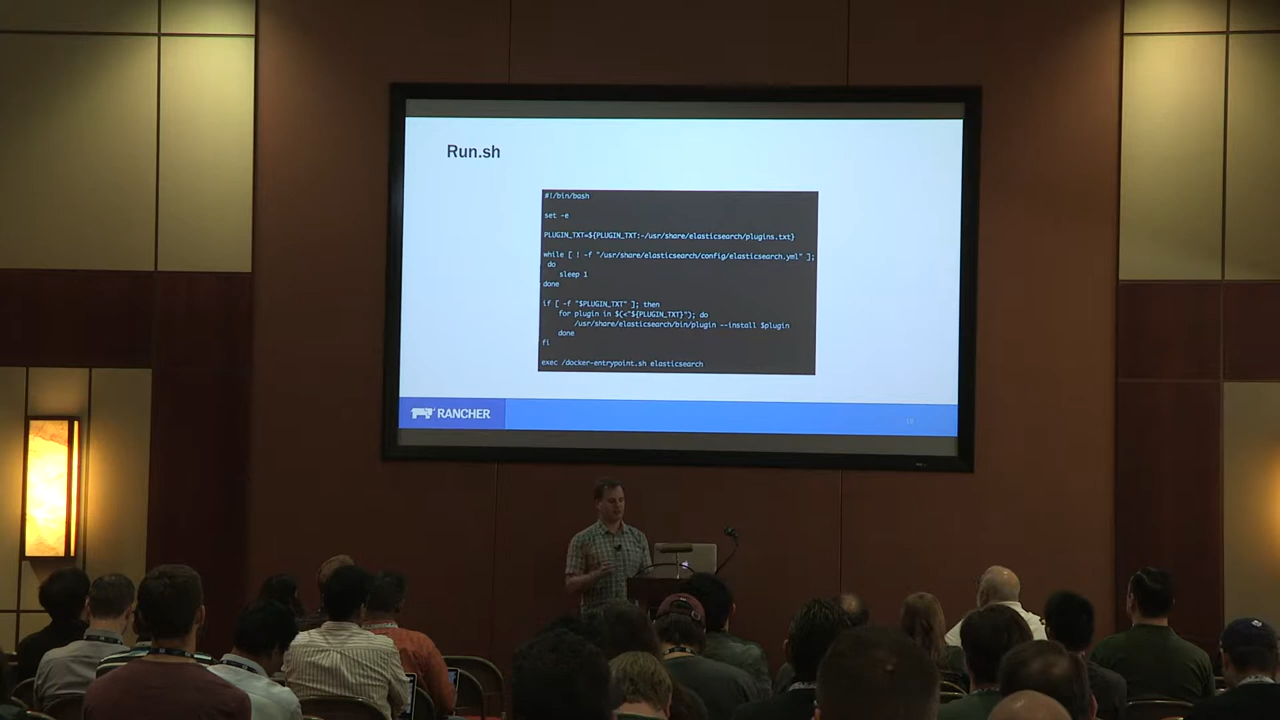 Run.sh
#!/bin/bash
set -e
PLUGIN_TXT=${PLUGIN_TXT:-/usr/share/elasticsearch/plugins.txt}
while [ ! -f "/usr/share/elasticsearch/config/elasticsearch.yml" ];
do
sleep 1
done
if [ -f "$PLUGIN_TXT" ]; then
for plugin in $(<"${PLUGIN_TXT}"); do
/usr/share/elasticsearch/bin/plugin --install $plugin
done
fi
exec /docker-entrypoint.sh elasticsearch
RANCHER